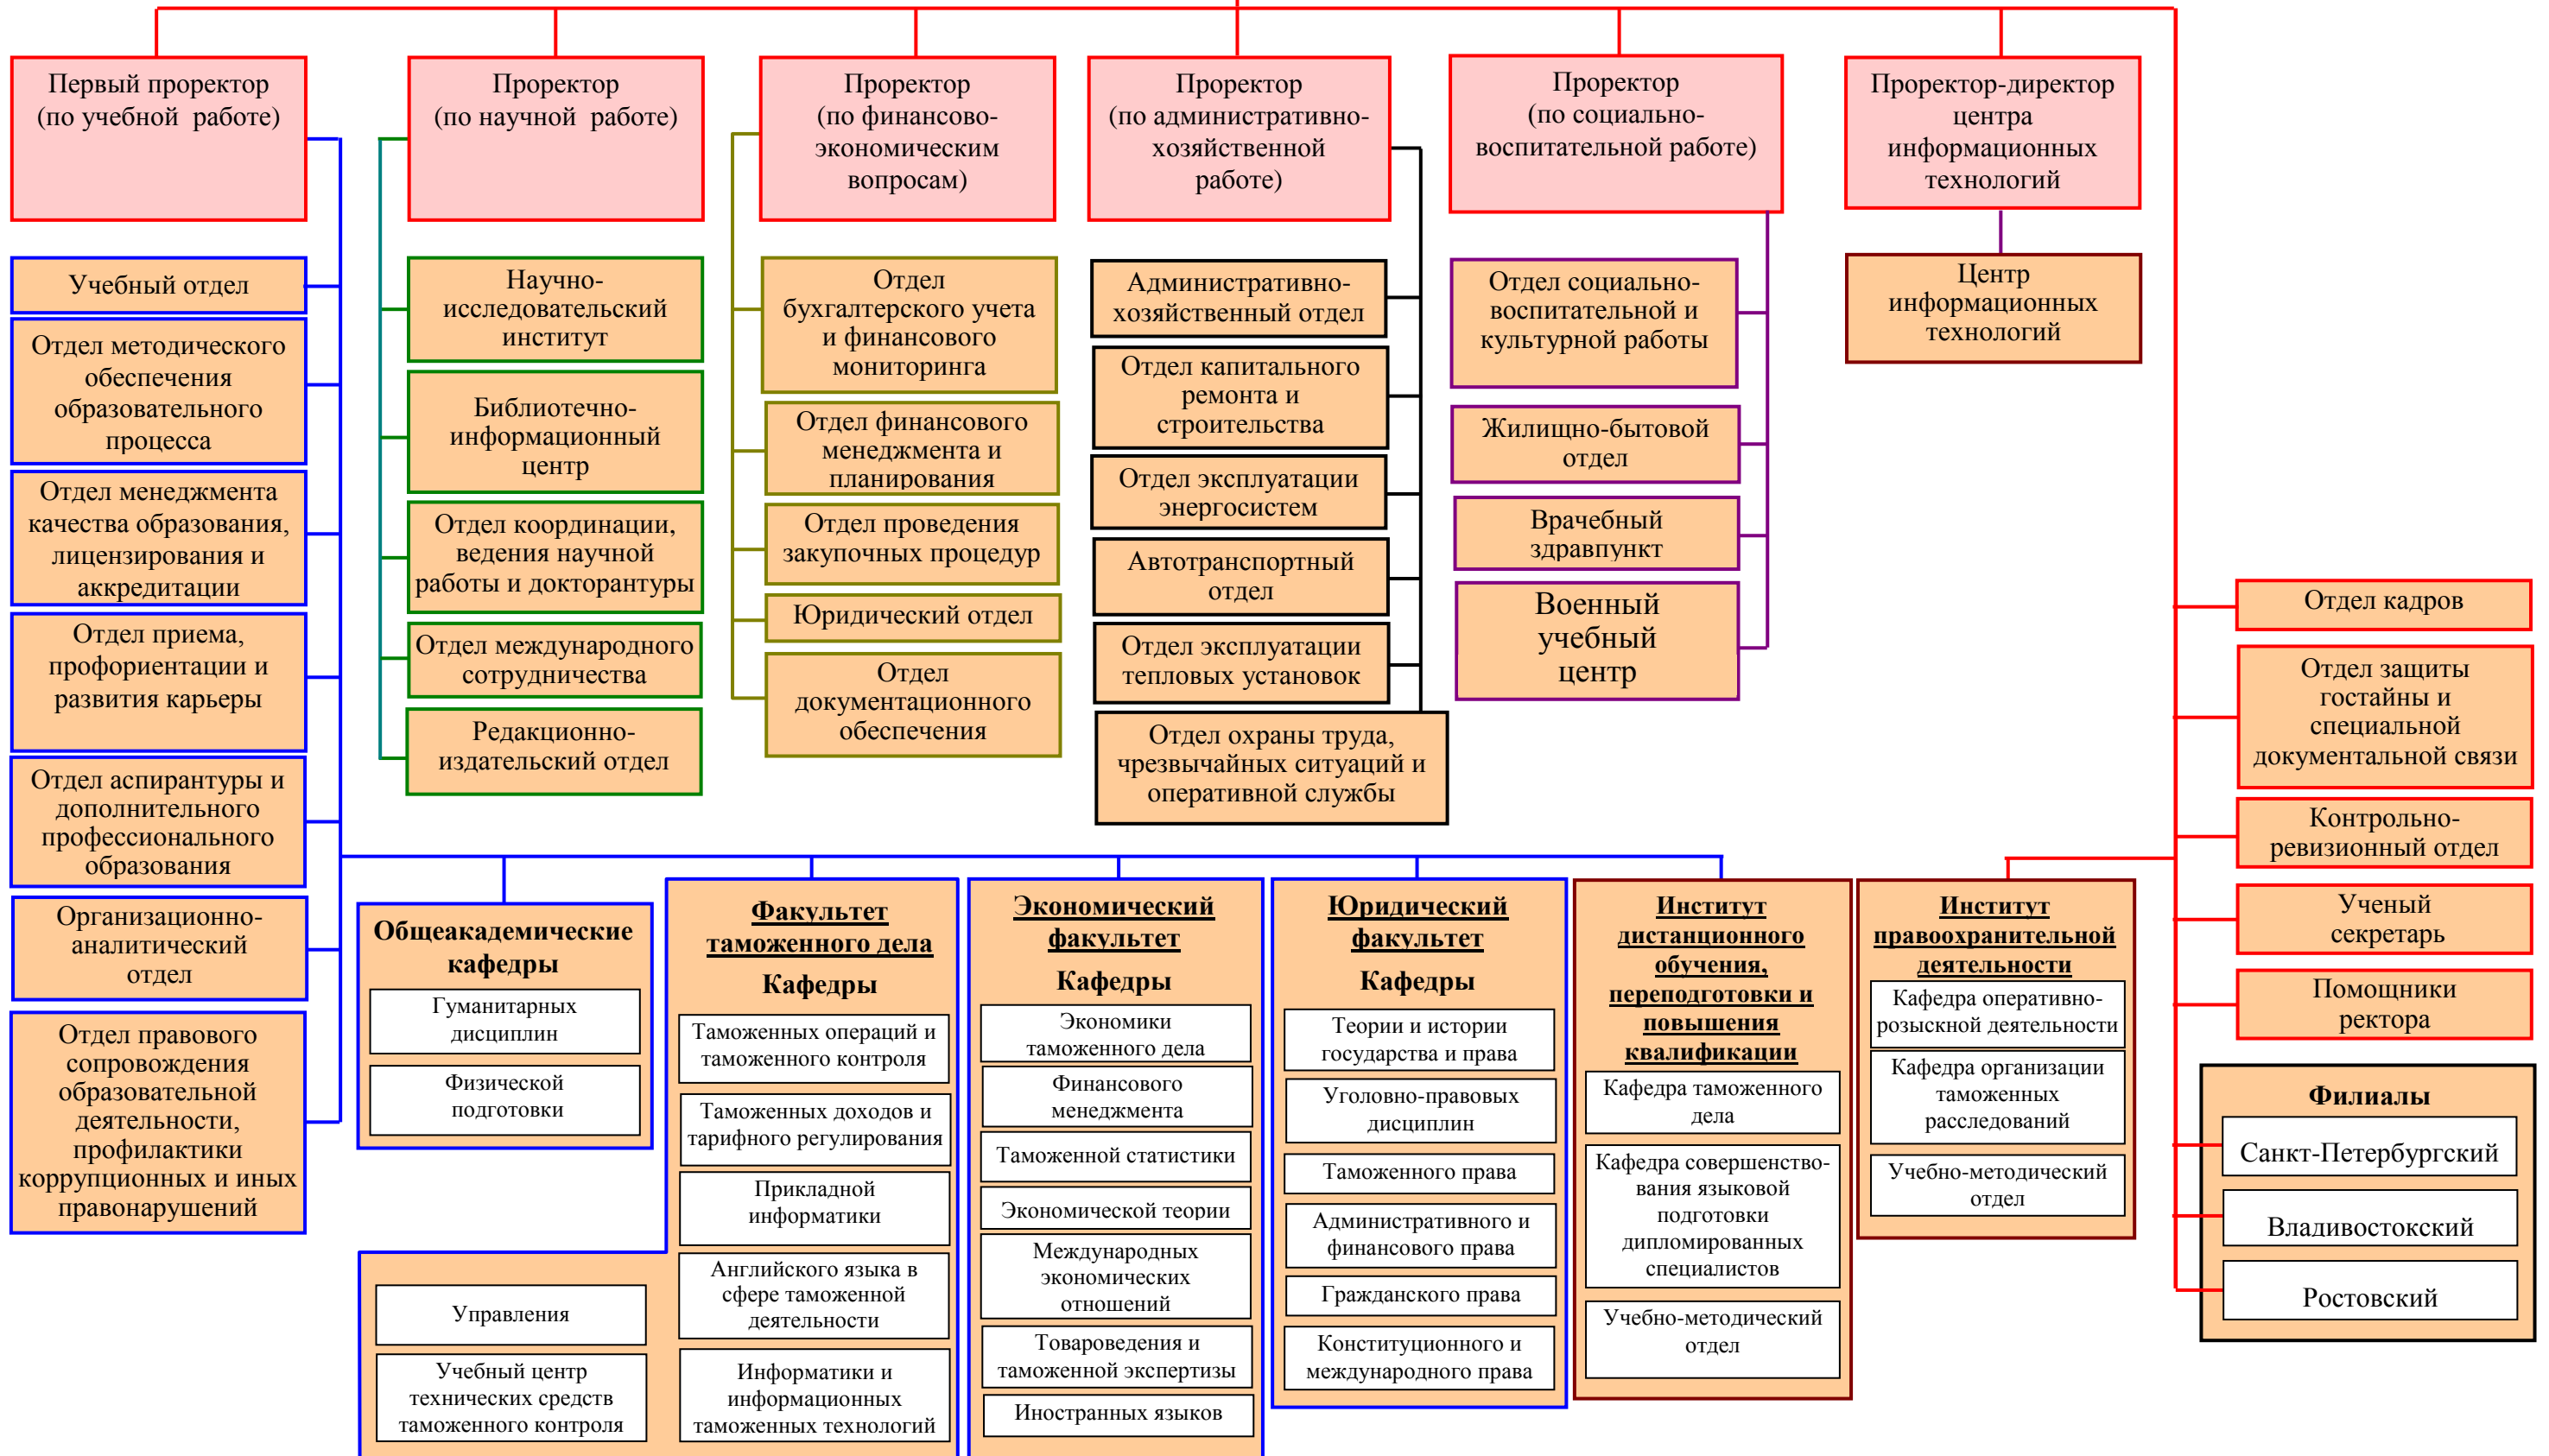 Первый проректор
(по учебной работе)
Проректор
(по научной работе)
Проректор
(по финансово-
экономическим
вопросам)
Проректор
(по административно-
хозяйственной
работе)
Проректор
(по социально-
воспитательной работе)
Проректор-директор
центра
информационных
технологий
Учебный отдел
Отдел методического
обеспечения
образовательного
процесса
Отдел менеджмента
качества образования,
лицензирования и
аккредитации
Отдел приема,
профориентации и
развития карьеры
Отдел аспирантуры и
дополнительного
профессионального
образования
Организационно-
аналитический
отдел
Отдел правового
сопровождения
образовательной
деятельности,
профилактики
коррупционных и иных
правонарушений
Научно-
исследовательский
институт
Библиотечно-
информационный
центр
Отдел координации,
ведения научной
работы и докторантуры
Отдел международного
сотрудничества
Редакционно-
издательский отдел
Отдел
бухгалтерского учета
и финансового
мониторинга
Отдел финансового
менеджмента и
планирования
Отдел проведения
закупочных процедур
Юридический отдел
Отдел
документационного
обеспечения
Административно-
хозяйственный отдел
Отдел капитального
ремонта и
строительства
Отдел эксплуатации
энергосистем
Автотранспортный
отдел
Отдел эксплуатации
тепловых установок
Отдел охраны труда,
чрезвычайных ситуаций и
оперативной службы
Отдел социально-
воспитательной и
культурной работы
Жилищно-бытовой
отдел
Врачебный
здравпункт
Военный
учебный
центр
Центр
информационных
технологий
Отдел кадров
Отдел защиты
гостайны и
специальной
документальной связи
Контрольно-
ревизионный отдел
Ученый
секретарь
Помощники
ректора
Филиалы
Санкт-Петербургский
Владивостокский
Ростовский
Общеакадемические
кафедры
Гуманитарных
дисциплин
Физической
подготовки
Факультет
таможенного дела
Кафедры
Таможенных операций и
таможенного контроля
Таможенных доходов и
тарифного регулирования
Прикладной
информатики
Английского языка в
сфере таможенной
деятельности
Информатики и
информационных
таможенных технологий
Управления
Учебный центр
технических средств
таможенного контроля
Экономический
факультет
Кафедры
Экономики
таможенного дела
Финансового
менеджмента
Таможенной статистики
Экономической теории
Международных
экономических
отношений
Товароведения и
таможенной экспертизы
Иностранных языков
Юридический
факультет
Кафедры
Теории и истории
государства и права
Уголовно-правовых
дисциплин
Таможенного права
Административного и
финансового права
Гражданского права
Конституционного и
международного права
Институт
дистанционного
обучения,
переподготовки и
повышения
квалификации
Кафедра таможенного
дела
Кафедра совершенство-
вания языковой
подготовки
дипломированных
специалистов
Учебно-методический
отдел
Институт
правоохранительной
деятельности
Кафедра оперативно-
розыскной деятельности
Кафедра организации
таможенных
расследований
Учебно-методический
отдел